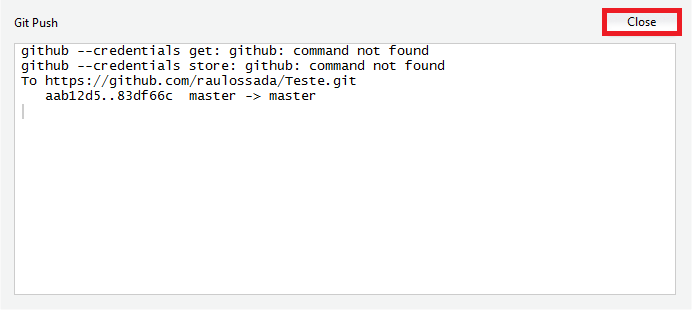 Git Push
Close
github --credentials get: github: command not found
github --credentials store: github: command not found
To https://github.com/raulossada/Teste.git
   aab12d5..83df66c  master -> master